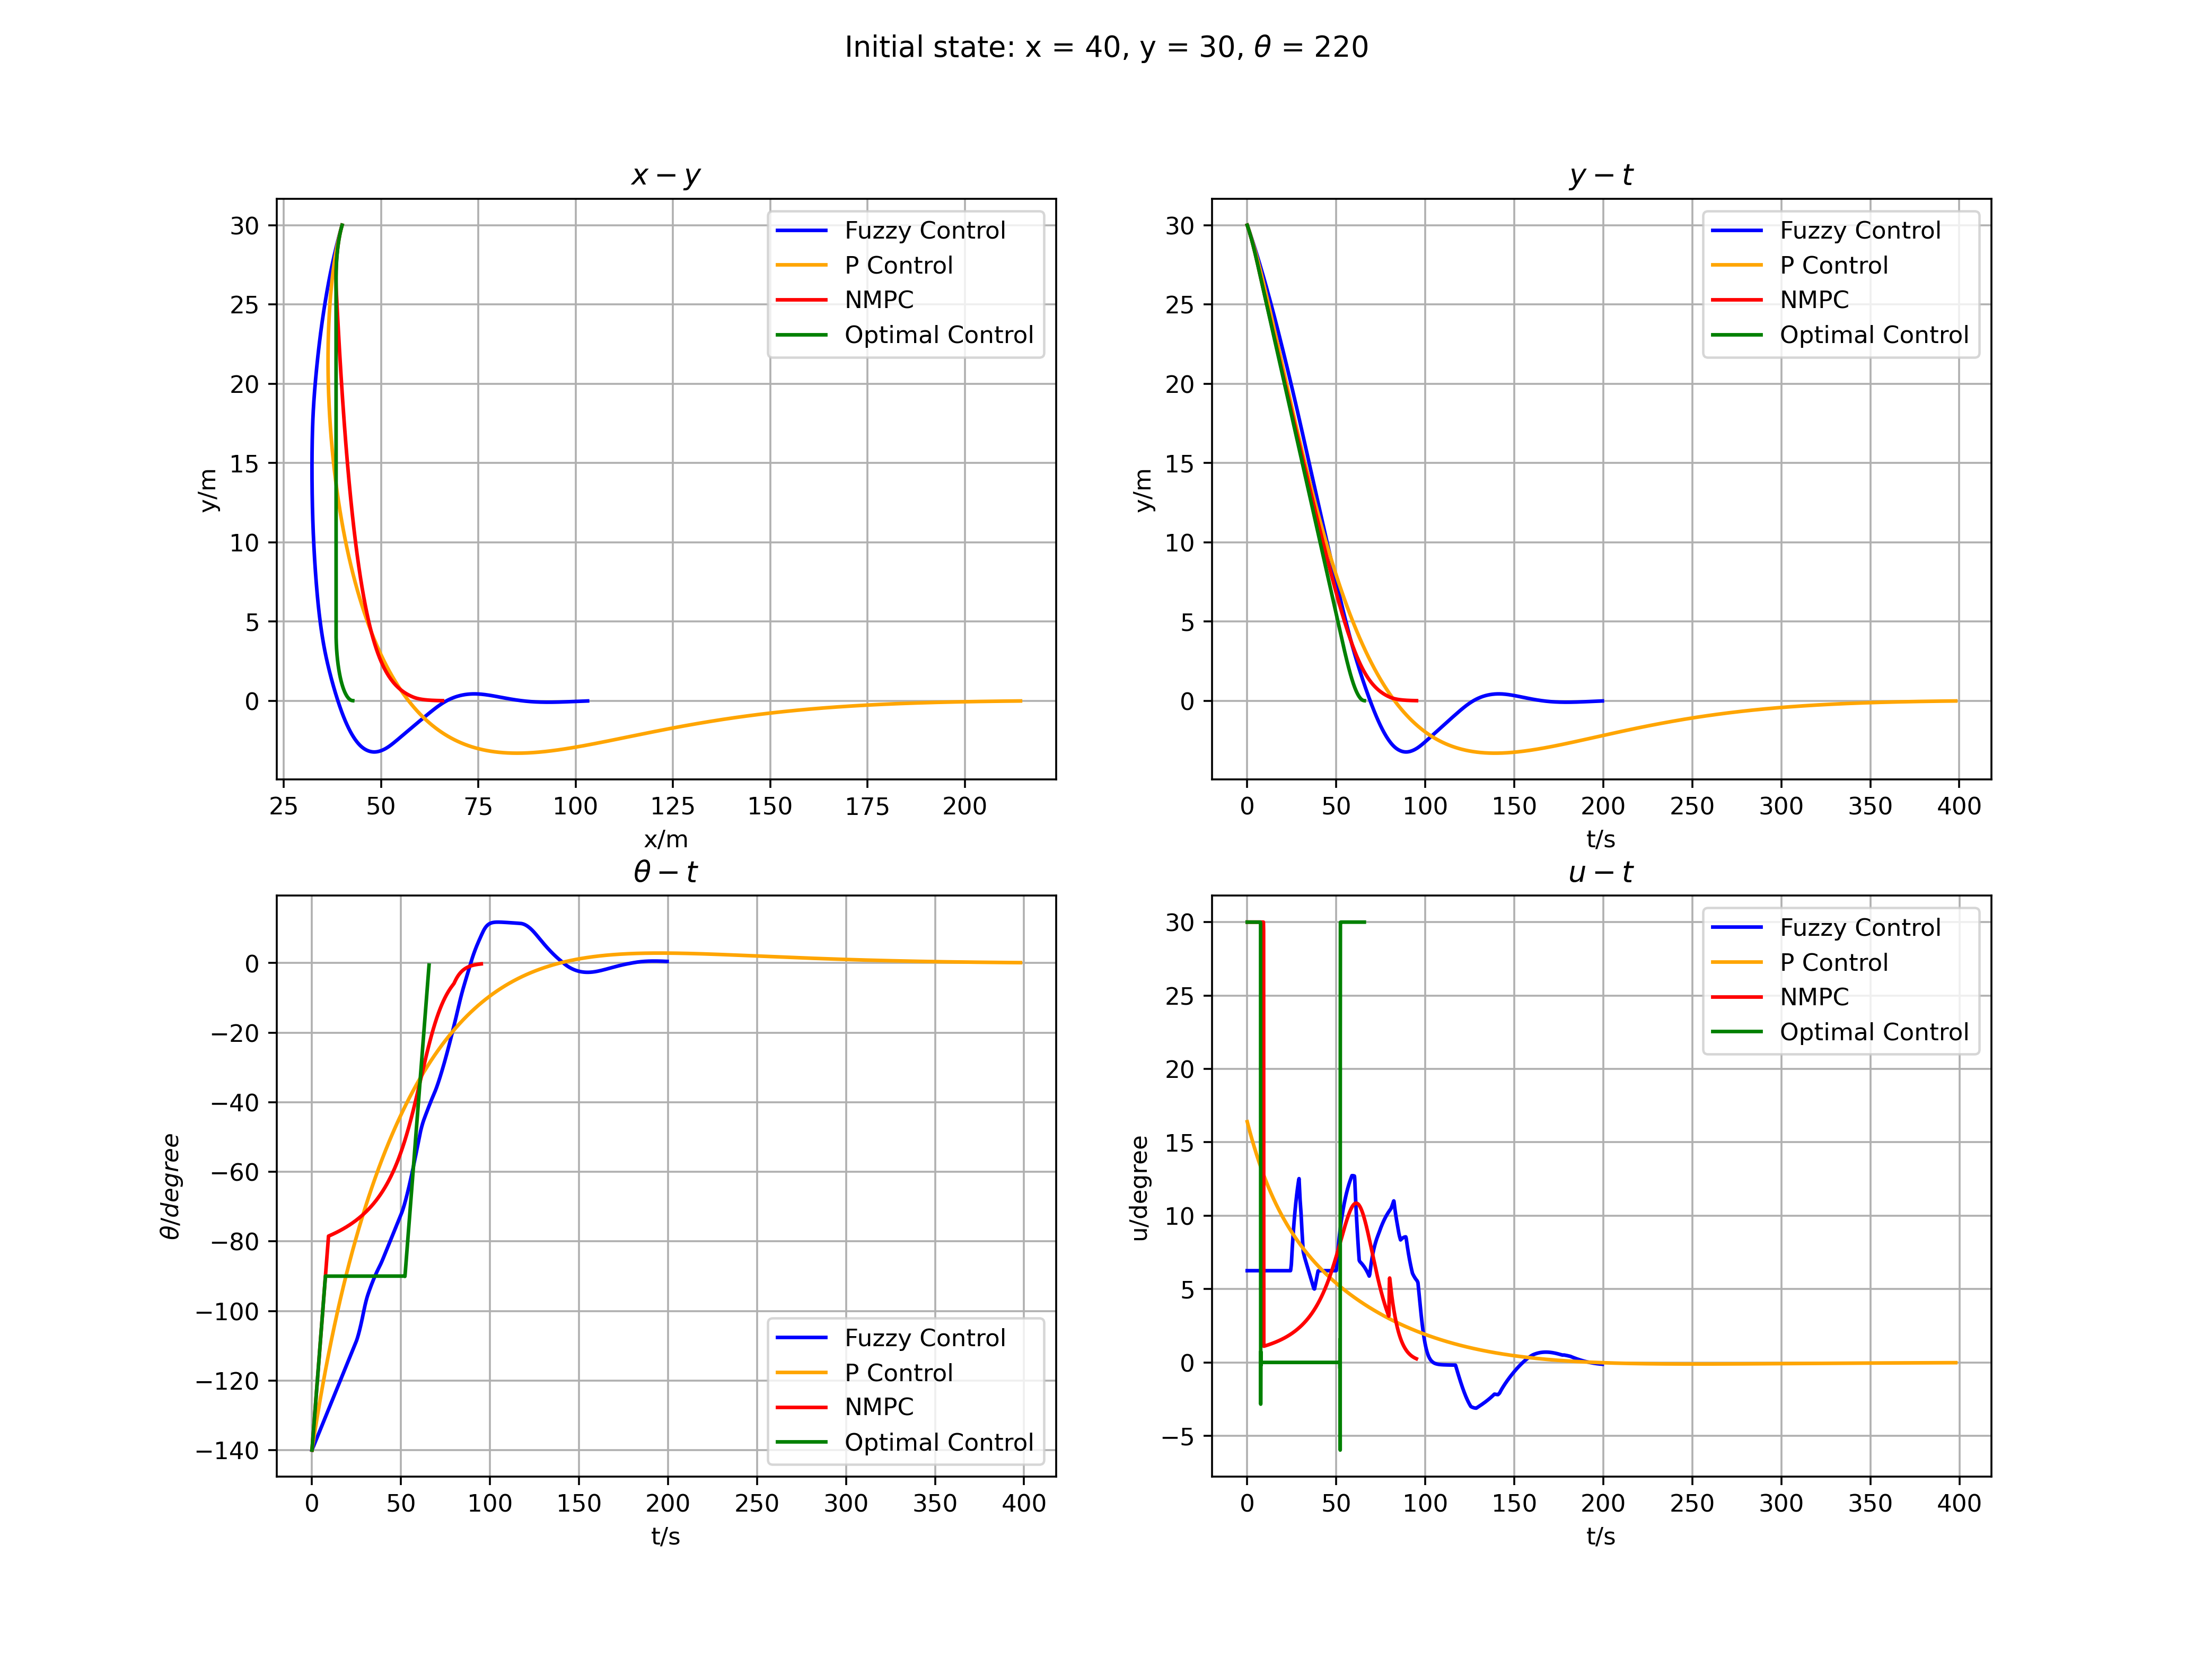 Initial state: x = 40, y = 30, θ = 220
x − y
30
25
20
15
10
5
0
y/m
25 50 75 100 125 150 175 200
x/m
Fuzzy Control
P Control
NMPC
Optimal Control
y − t
30
25
20
15
10
5
0
y/m
0 50 100 150 200 250 300 350 400
t/s
Fuzzy Control
P Control
NMPC
Optimal Control
θ − t
0
−20
−40
−60
−80
−100
−120
−140
θ/degree
0 50 100 150 200 250 300 350 400
t/s
Fuzzy Control
P Control
NMPC
Optimal Control
u − t
30
25
20
15
10
5
0
−5
u/degree
0 50 100 150 200 250 300 350 400
t/s
Fuzzy Control
P Control
NMPC
Optimal Control